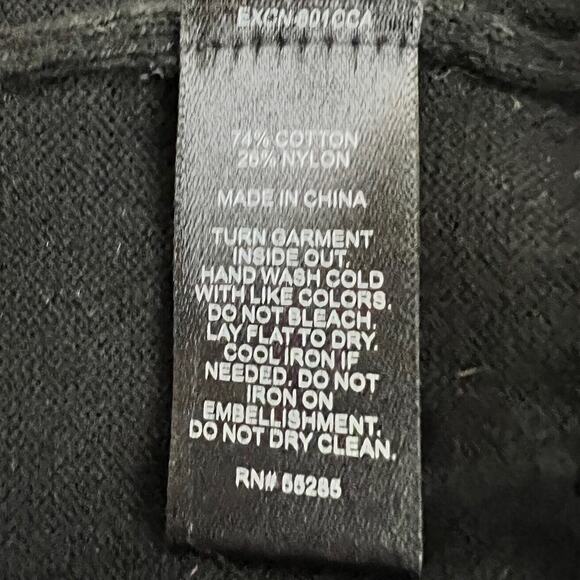 74% COTTON
26% NYLON
MADE IN CHINA
TURN GARMENT
INSIDE OUT.
HAND WASH COLD
WITH LIKE COLORS.
DO NOT BLEACH.
LAY FLAT TO DRY.
COOL IRON IF
NEEDED. DO NOT
IRON ON
EMBELLISHMENT.
DO NOT DRY CLEAN.
RN# 55285